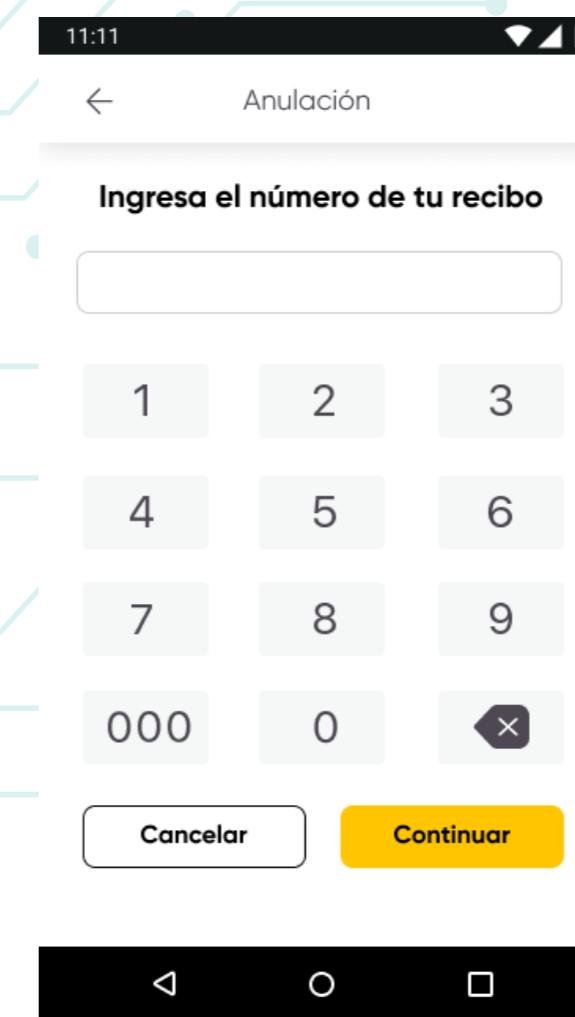 11:11
Anulación
Ingresa el número de tu recibo
1 2 3
4 5 6
7 8 9
000 0
Cancelar Continuar